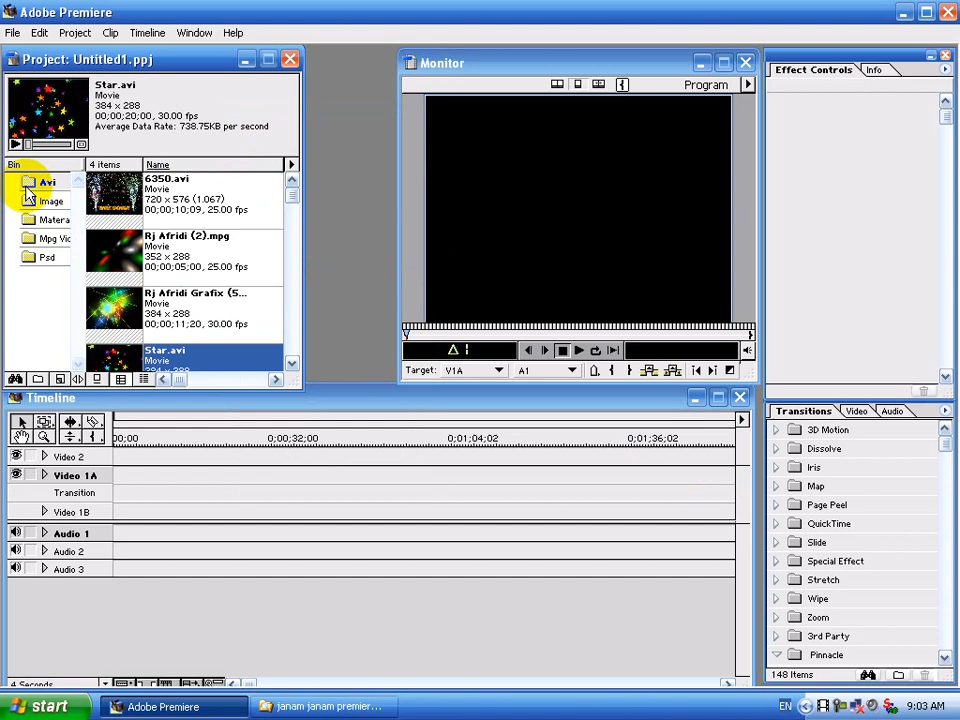 Adobe Premiere
File Edit Project Clip Timeline Window Help
Project: Untitled1.ppj
Star.avi
Movie
384 x 288
00;00;20;00, 30.00 fps
Average Data Rate: 738.75KB per second
Bin
4 items Name
Avi
Image
Matera
Mpg Vic
Psd
6350.avi
Movie
720 x 576 (1.067)
00;00;10;09, 25.00 fps
Rj Afridi (2).mpg
Movie
352 x 288
00;00;05;00, 25.00 fps
Rj Afridi Grafix (5...
Movie
384 x 288
00;00;11;20, 30.00 fps
Star.avi
Movie
Monitor
Program
Target: V1A A1
Effect Controls Info
Timeline
00;00 0;00;32;00 0;01;04;02 0;01;36;02
Video 2
Video 1A
Transition
Video 1B
Audio 1
Audio 2
Audio 3
4 Seconds
Transitions Video Audio
3D Motion
Dissolve
Iris
Map
Page Peel
QuickTime
Slide
Special Effect
Stretch
Wipe
Zoom
3rd Party
Pinnacle
148 Items
start Adobe Premiere janam janam premier... EN 9:03 AM